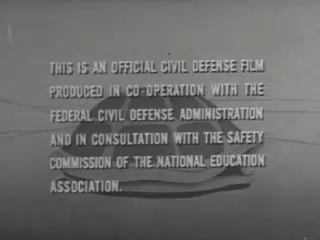 THIS IS AN OFFICIAL CIVIL DEFENSE FILM
PRODUCED IN CO-OPERATION WITH THE
FEDERAL CIVIL DEFENSE ADMINISTRATION
AND IN CONSULTATION WITH THE SAFETY
COMMISSION OF THE NATIONAL EDUCATION
ASSOCIATION.